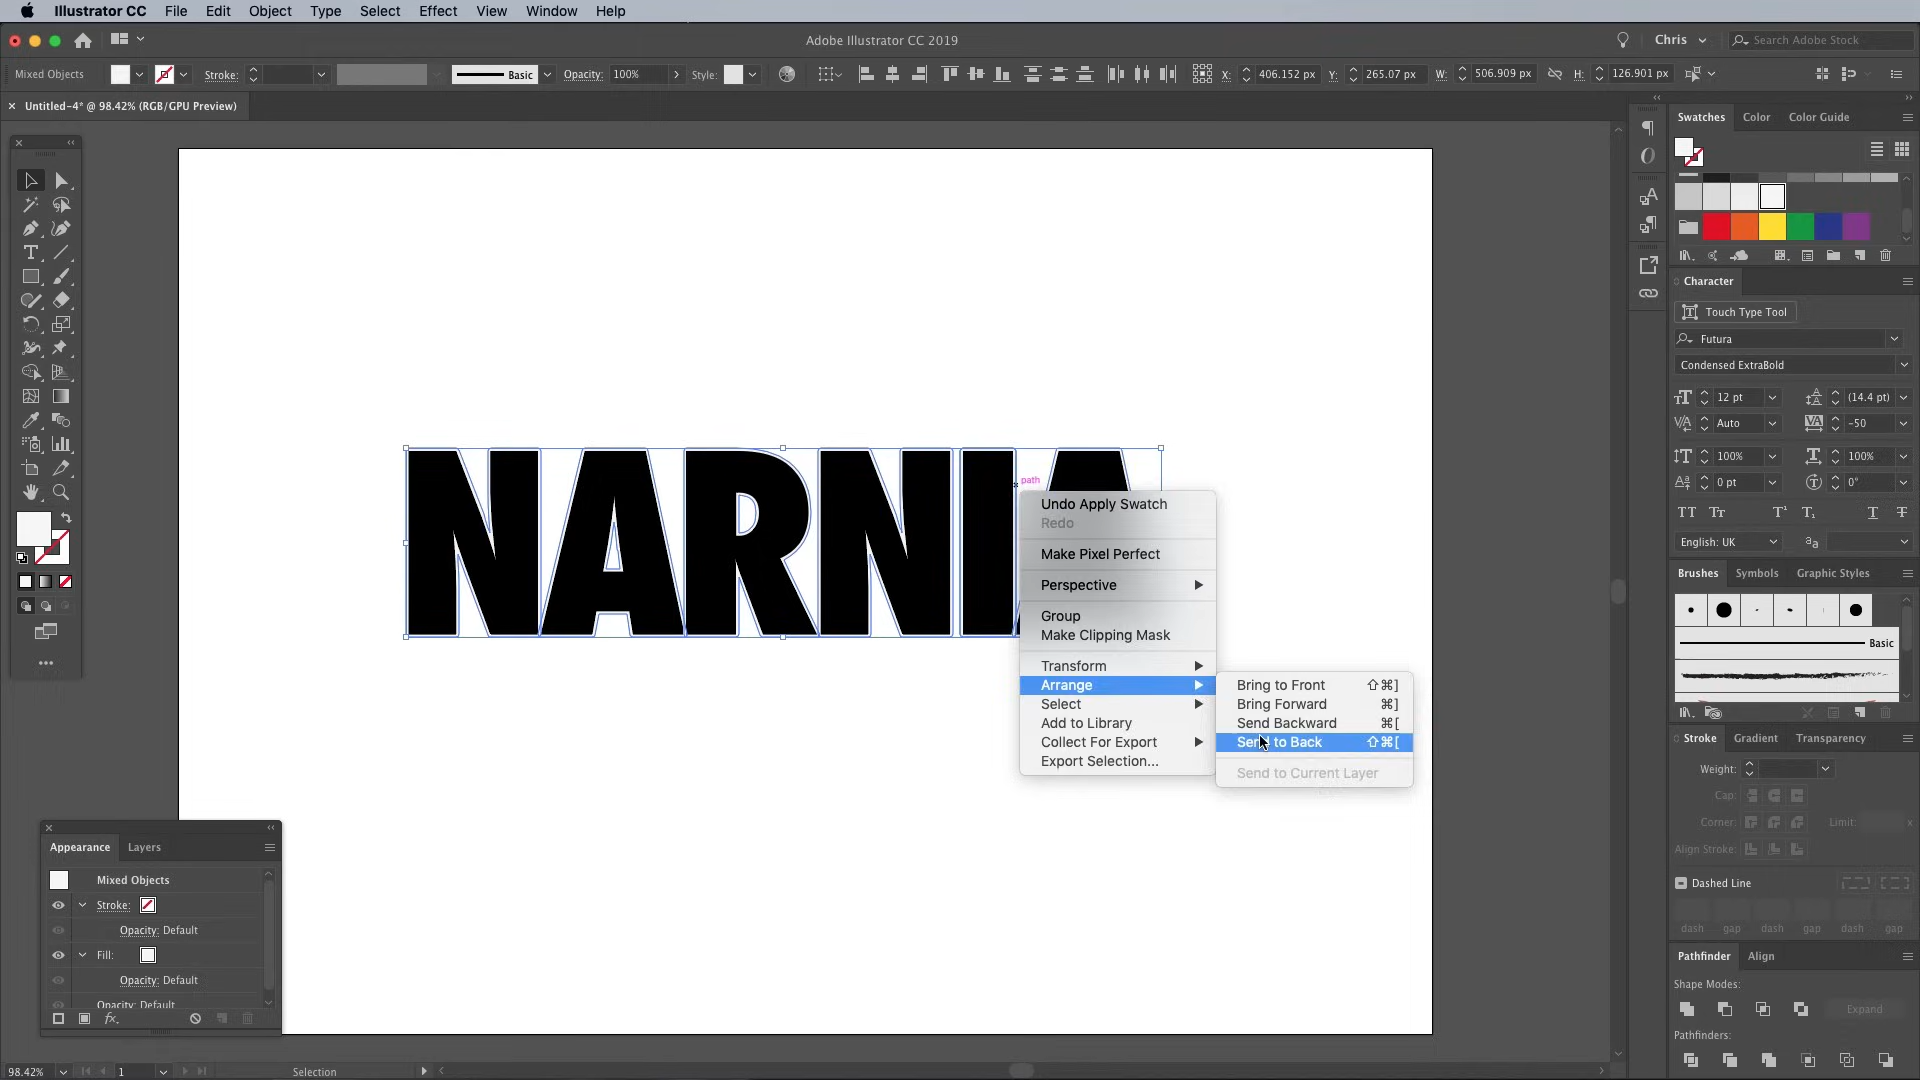 Illustrator CC File Edit Object Type Select Effect View Window Help
Adobe Illustrator CC 2019
Chris
Search Adobe Stock
Mixed Objects
Stroke:
Basic
Opacity: 100%
Style:
X: 406.152 px
Y: 265.07 px
W: 506.909 px
H: 126.901 px
Untitled-4* @ 98.42% (RGB/GPU Preview)
NARNIA
path
Undo Apply Swatch
Redo
Make Pixel Perfect
Perspective
Group
Make Clipping Mask
Transform
Arrange
Select
Add to Library
Collect For Export
Export Selection...
Bring to Front ⇧⌘]
Bring Forward ⌘]
Send Backward ⌘[
Send to Back ⇧⌘[
Send to Current Layer
Appearance Layers
Mixed Objects
Stroke:
Opacity: Default
Fill:
Opacity: Default
Opacity: Default
fx.
98.42%
1
Selection
Swatches Color Color Guide
Character
Touch Type Tool
Futura
Condensed ExtraBold
12 pt
(14.4 pt)
Auto
-50
100%
100%
0 pt
0°
TT Tr T¹ T₁ T T
English: UK
aa
Brushes Symbols Graphic Styles
Basic
Stroke Gradient Transparency
Weight:
Cap:
Corner:
Limit:
x
Align Stroke:
Dashed Line
dash gap dash gap dash gap
Pathfinder Align
Shape Modes:
Expand
Pathfinders: